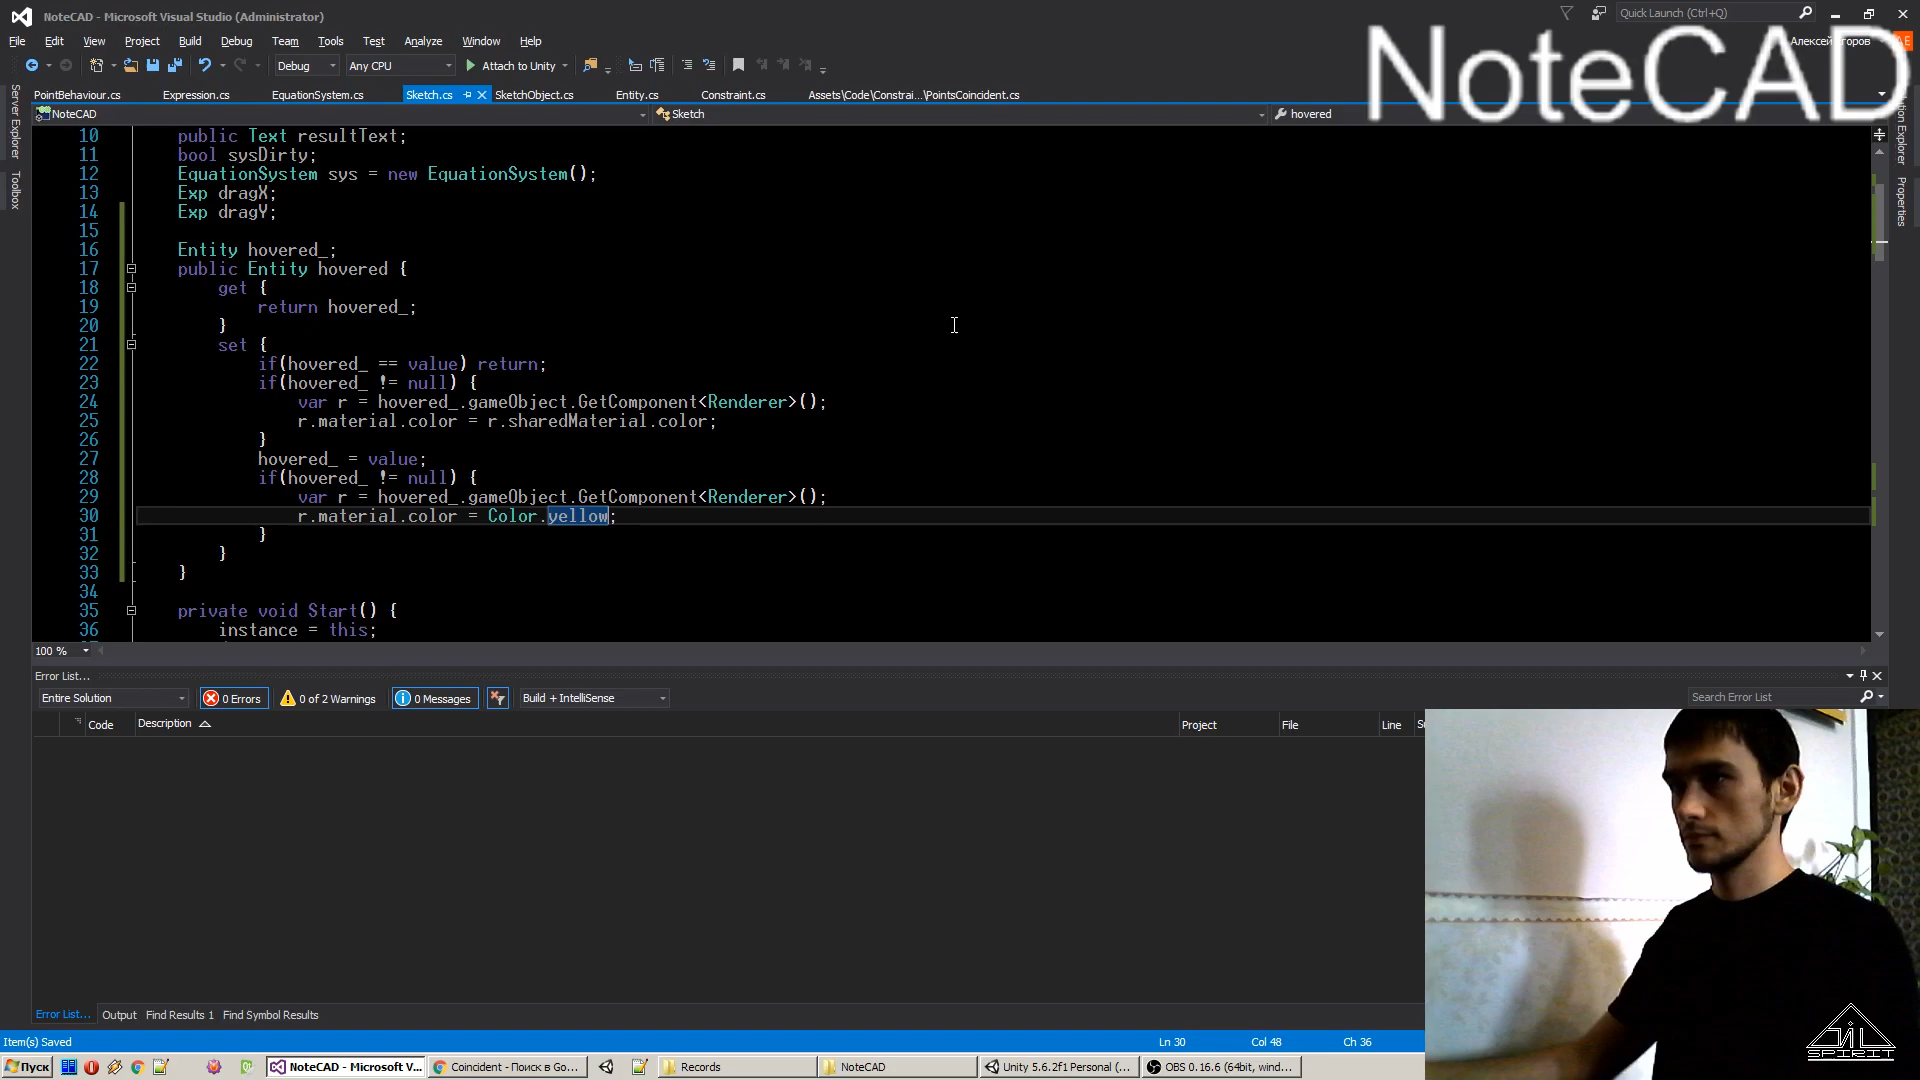 NoteCAD - Microsoft Visual Studio (Administrator)
Quick Launch (Ctrl+Q)
File Edit View Project Build Debug Team Tools Test Analyze Window Help
NoteCAD
Debug Any CPU Attach to Unity
PointBehaviour.cs Expression.cs EquationSystem.cs Sketch.cs SketchObject.cs Entity.cs Constraint.cs Assets\Code\Constrai...\PointsCoincident.cs
NoteCAD Sketch hovered
Server Explorer
Toolbox
Properties
10 public Text resultText;
11 bool sysDirty;
12 EquationSystem sys = new EquationSystem();
13 Exp dragX;
14 Exp dragY;
15
16 Entity hovered_;
17 public Entity hovered {
18 get {
19 return hovered_;
20 }
21 set {
22 if(hovered_ == value) return;
23 if(hovered_ != null) {
24 var r = hovered_.gameObject.GetComponent<Renderer>();
25 r.material.color = r.sharedMaterial.color;
26 }
27 hovered_ = value;
28 if(hovered_ != null) {
29 var r = hovered_.gameObject.GetComponent<Renderer>();
30 r.material.color = Color.yellow;
31 }
32 }
33 }
34
35 private void Start() {
36 instance = this;
100 %
Error List...
Entire Solution 0 Errors 0 of 2 Warnings 0 Messages Build + IntelliSense Search Error List
Code Description Project File Line
Error List... Output Find Results 1 Find Symbol Results
Item(s) Saved Ln 30 Col 48 Ch 36
SPIRIT
Пуск NoteCAD - Microsoft V... Coincident - Поиск в Go... Records NoteCAD Unity 5.6.2f1 Personal (... OBS 0.16.6 (64bit, wind...